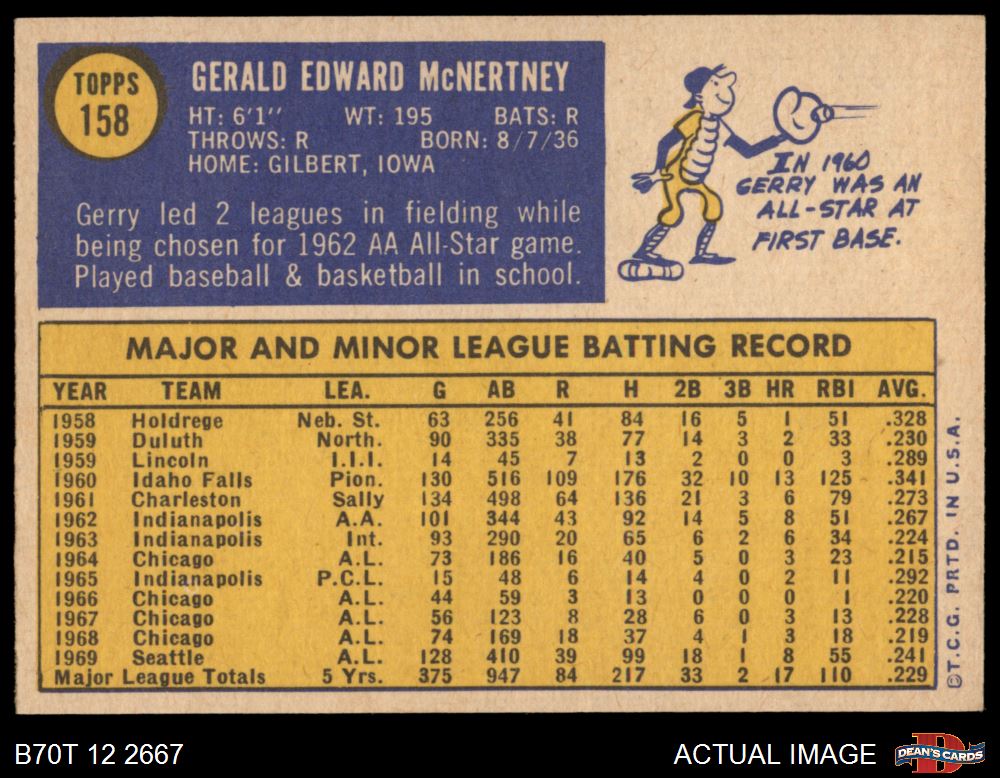 TOPPS
158
GERALD EDWARD McNERTNEY
HT: 6'1'' WT: 195 BATS: R
THROWS: R BORN: 8/7/36
HOME: GILBERT, IOWA
Gerry led 2 leagues in fielding while
being chosen for 1962 AA All-Star game.
Played baseball & basketball in school.
IN 1960
GERRY WAS AN
ALL-STAR AT
FIRST BASE.
MAJOR AND MINOR LEAGUE BATTING RECORD
YEAR TEAM LEA. G AB R H 2B 3B HR RBI AVG.
1958 Holdrege Neb. St. 63 256 41 84 16 5 1 51 .328
1959 Duluth North. 90 335 38 77 14 3 2 33 .230
1959 Lincoln I.I.I. 14 45 7 13 2 0 0 3 .289
1960 Idaho Falls Pion. 130 516 109 176 32 10 13 125 .341
1961 Charleston Sally 134 498 64 136 21 3 6 79 .273
1962 Indianapolis A.A. 101 344 43 92 14 5 8 51 .267
1963 Indianapolis Int. 93 290 20 65 6 2 6 34 .224
1964 Chicago A.L. 73 186 16 40 5 0 3 23 .215
1965 Indianapolis P.C.L. 15 48 6 14 4 0 2 11 .292
1966 Chicago A.L. 44 59 3 13 0 0 0 1 .220
1967 Chicago A.L. 56 123 8 28 6 0 3 13 .228
1968 Chicago A.L. 74 169 18 37 4 1 3 18 .219
1969 Seattle A.L. 128 410 39 99 18 1 8 55 .241
Major League Totals 5 Yrs. 375 947 84 217 33 2 17 110 .229
©T.C.G. PRTD. IN U.S.A.
B70T 12 2667
ACTUAL IMAGE
DEAN'S CARDS